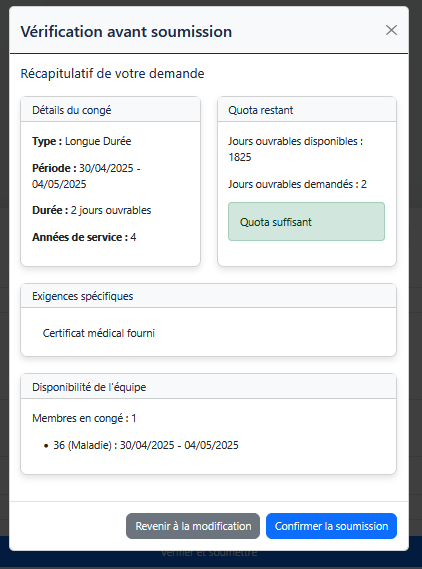 Vérification avant soumission
Récapitulatif de votre demande
Détails du congé
Type : Longue Durée
Période : 30/04/2025 -
04/05/2025
Durée : 2 jours ouvrables
Années de service : 4
Quota restant
Jours ouvrables disponibles :
1825
Jours ouvrables demandés : 2
Quota suffisant
Exigences spécifiques
Certificat médical fourni
Disponibilité de l'équipe
Membres en congé : 1
• 36 (Maladie) : 30/04/2025 - 04/05/2025
Revenir à la modification
Confirmer la soumission
Vérifier et soumettre